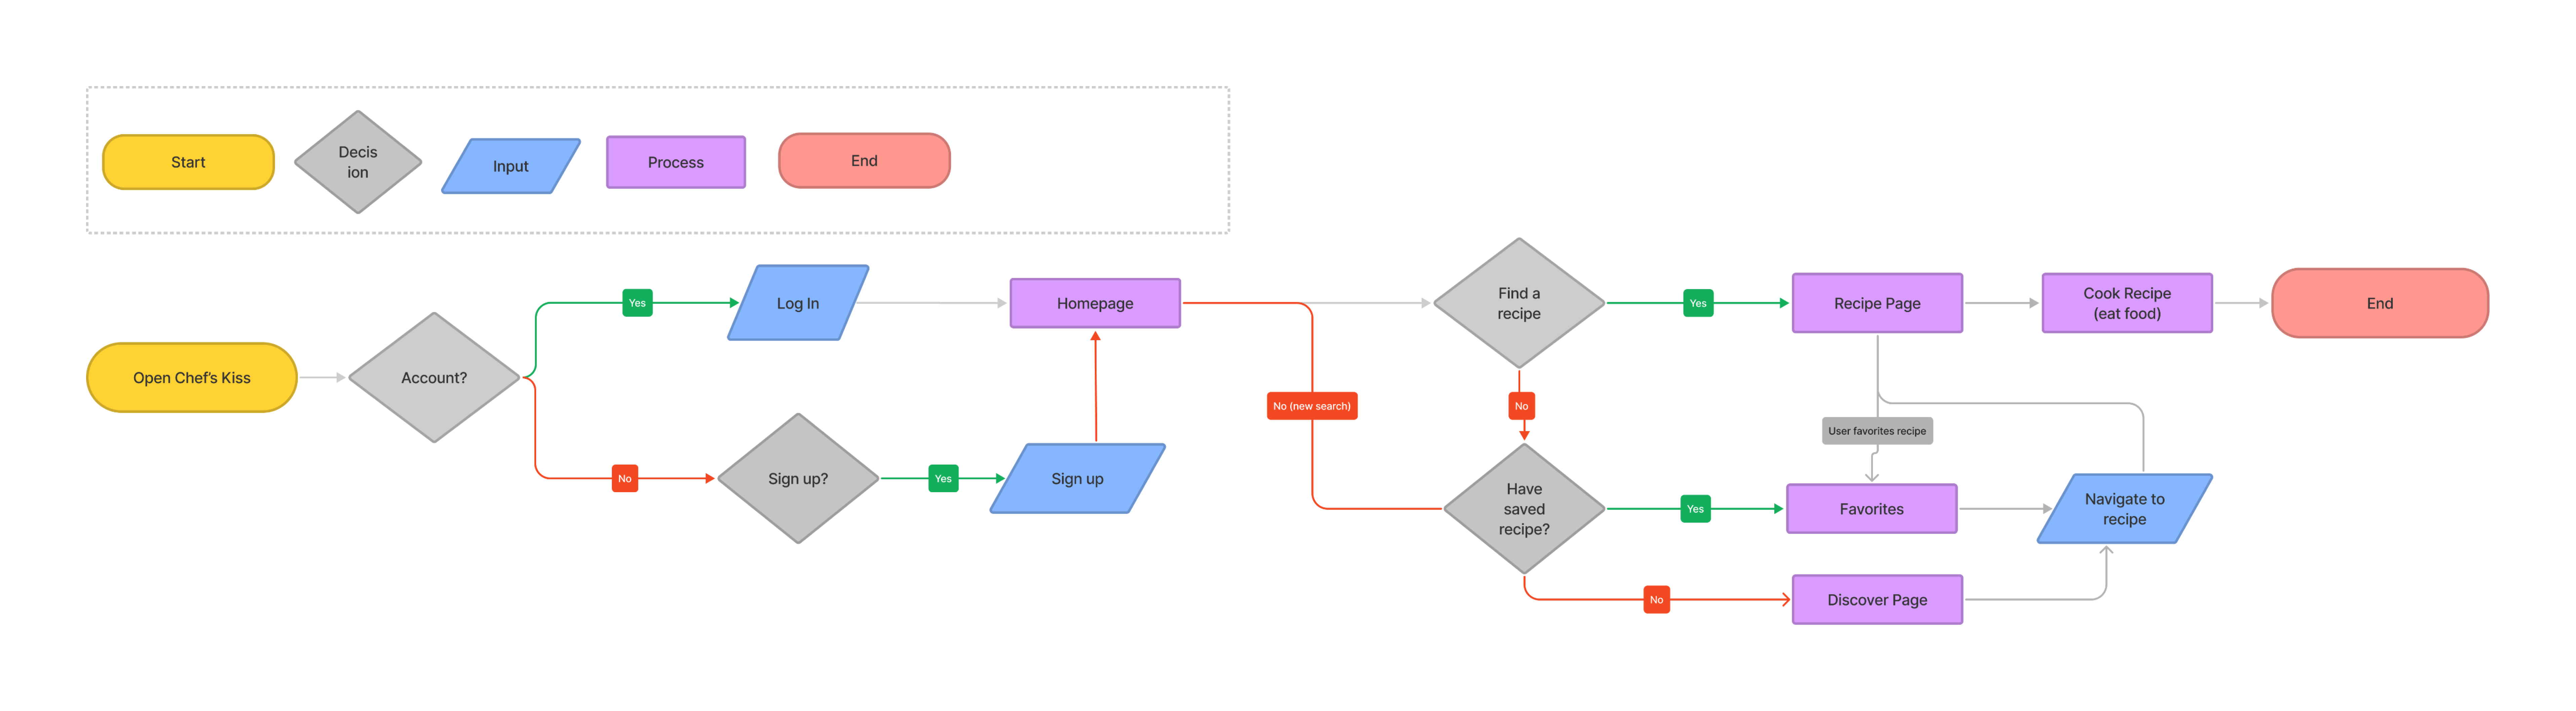 Start
Decis
ion
Input
Process
End
Open Chef's Kiss
Account?
Yes
Log In
Homepage
No
Sign up?
Yes
Sign up
No (new search)
Find a
recipe
Yes
Recipe Page
Cook Recipe
(eat food)
End
No
User favorites recipe
Have
saved
recipe?
Yes
Favorites
Navigate to
recipe
No
Discover Page